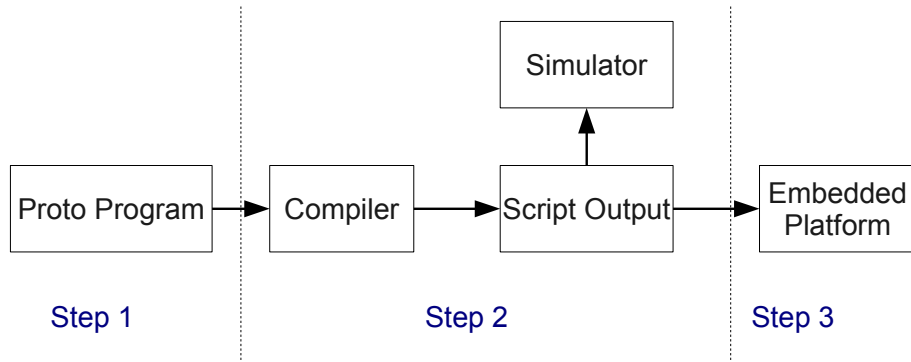 Simulator
Proto Program
Compiler
Script Output
Embedded
Platform
Step 1
Step 2
Step 3